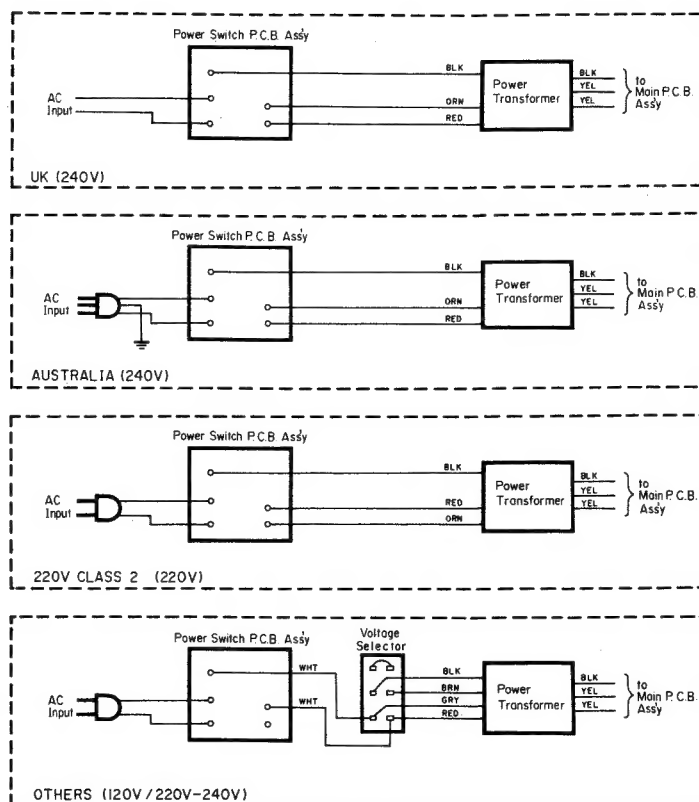 Power Switch P.C.B. Ass'y
AC
Input
BLK
ORN
RED
Power
Transformer
BLK
YEL
YEL
to
Main P.C.B.
Ass'y
UK (240V)
Power Switch P.C.B. Ass'y
AC
Input
BLK
ORN
RED
Power
Transformer
BLK
YEL
YEL
to
Main P.C.B.
Ass'y
AUSTRALIA (240V)
Power Switch P.C.B. Ass'y
AC
Input
BLK
RED
ORN
Power
Transformer
BLK
YEL
YEL
to
Main P.C.B.
Ass'y
220V CLASS 2 (220V)
Power Switch P.C.B. Ass'y
Voltage
Selector
AC
Input
WHT
WHT
BLK
BRN
GRY
RED
Power
Transformer
BLK
YEL
YEL
to
Main P.C.B.
Ass'y
OTHERS (120V/220V-240V)